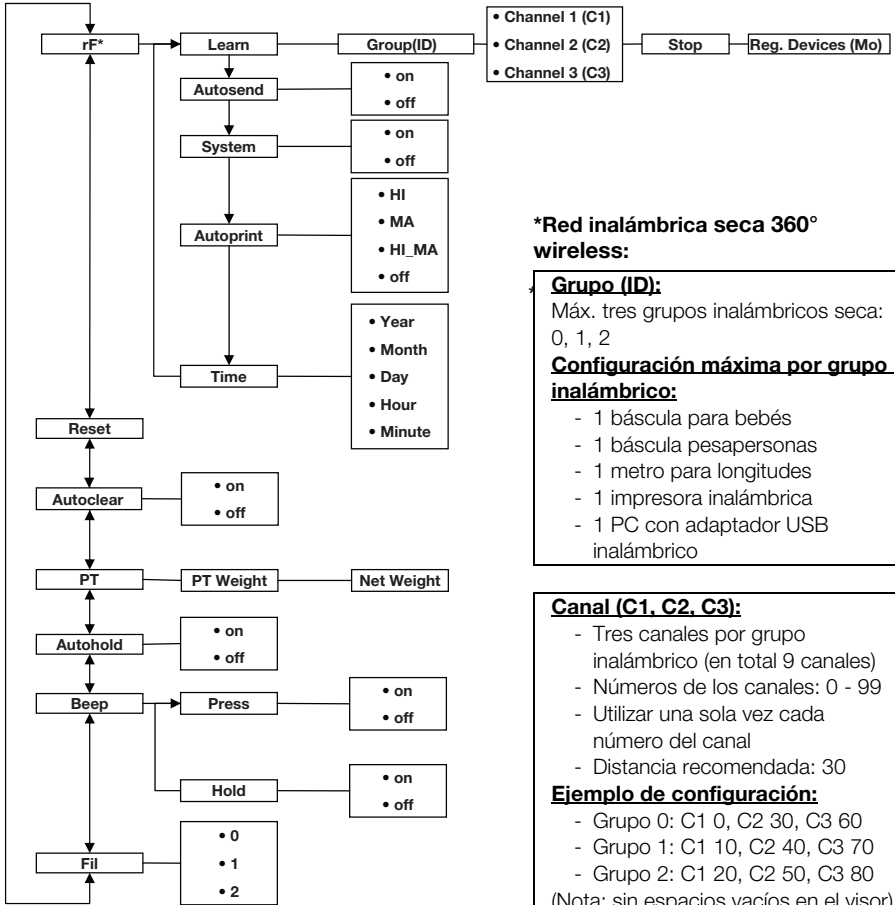 rF*
Learn
Group(ID)
• Channel 1 (C1)
• Channel 2 (C2)
• Channel 3 (C3)
Stop
Reg. Devices (Mo)
Autosend
• on
• off
System
• on
• off
Autoprint
• HI
• MA
• HI_MA
• off
Time
• Year
• Month
• Day
• Hour
• Minute
Reset
Autoclear
• on
• off
PT
PT Weight
Net Weight
Autohold
• on
• off
Beep
Press
• on
• off
Hold
• on
• off
Fil
• 0
• 1
• 2
*Red inalámbrica seca 360°
wireless:
*
Grupo (ID):
Máx. tres grupos inalámbricos seca:
0, 1, 2
Configuración máxima por grupo
inalámbrico:
- 1 báscula para bebés
- 1 báscula pesapersonas
- 1 metro para longitudes
- 1 impresora inalámbrica
- 1 PC con adaptador USB
inalámbrico
Canal (C1, C2, C3):
- Tres canales por grupo
inalámbrico (en total 9 canales)
- Números de los canales: 0 - 99
- Utilizar una sola vez cada
número del canal
- Distancia recomendada: 30
Ejemplo de configuración:
- Grupo 0: C1 0, C2 30, C3 60
- Grupo 1: C1 10, C2 40, C3 70
- Grupo 2: C1 20, C2 50, C3 80
(Nota: sin espacios vacíos en el visor)